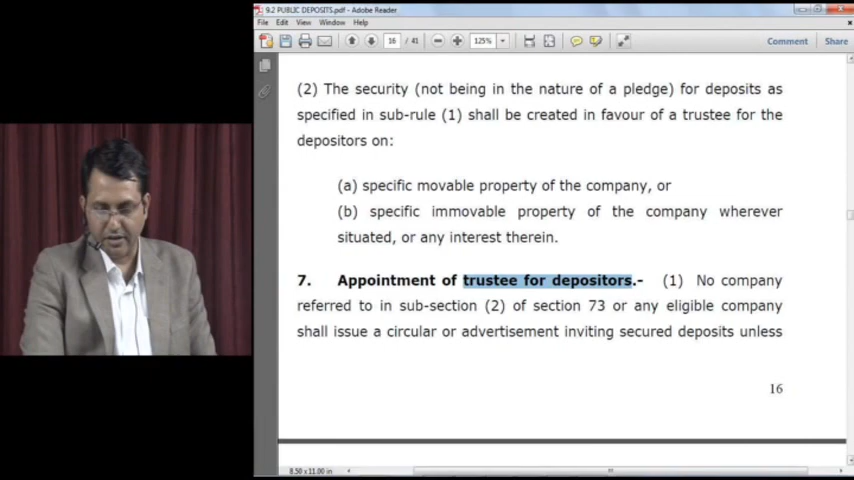 9.2 PUBLIC DEPOSITS.pdf - Adobe Reader
File Edit View Window Help
16 / 41 125% Comment Share
(2) The security (not being in the nature of a pledge) for deposits as
specified in sub-rule (1) shall be created in favour of a trustee for the
depositors on:
(a) specific movable property of the company, or
(b) specific immovable property of the company wherever
situated, or any interest therein.
7. Appointment of trustee for depositors.- (1) No company
referred to in sub-section (2) of section 73 or any eligible company
shall issue a circular or advertisement inviting secured deposits unless
16
8.50 x 11.00 in